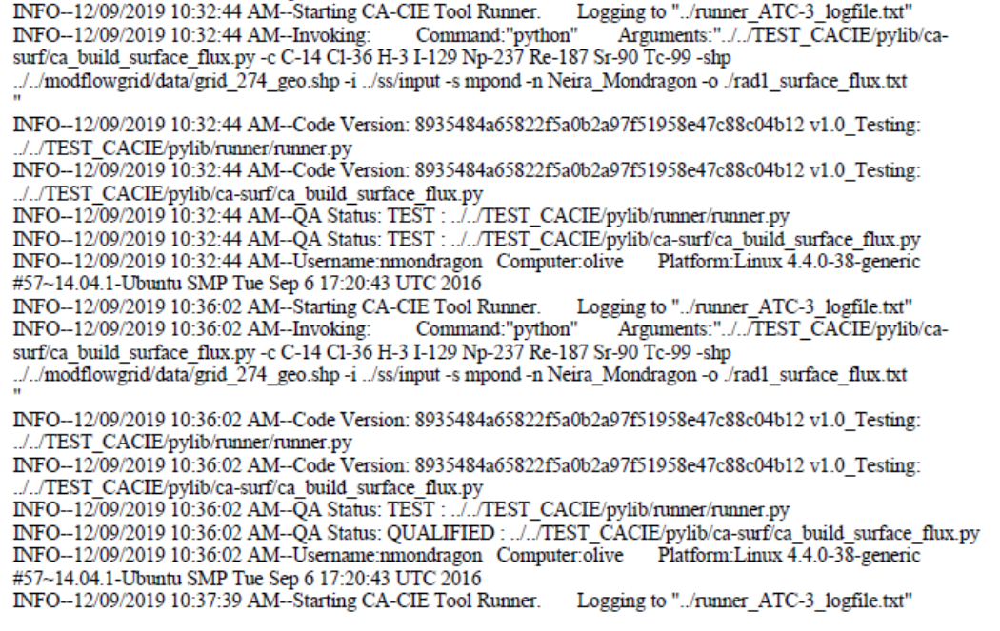 INFO--12/09/2019 10:32:44 AM--Starting CA-CIE Tool Runner. Logging to "../runner_ATC-3_logfile.txt"
INFO--12/09/2019 10:32:44 AM--Invoking: Command:"python" Arguments:"../../TEST_CACIE/pylib/ca-
surf/ca_build_surface_flux.py -c C-14 Cl-36 H-3 I-129 Np-237 Re-187 Sr-90 Tc-99 -shp
../../modflowgrid/data/grid_274_geo.shp -i ../ss/input -s mpond -n Neira_Mondragon -o ./rad1_surface_flux.txt
"
INFO--12/09/2019 10:32:44 AM--Code Version: 8935484a65822f5a0b2a97f51958e47c88c04b12 v1.0_Testing:
../../TEST_CACIE/pylib/runner/runner.py
INFO--12/09/2019 10:32:44 AM--Code Version: 8935484a65822f5a0b2a97f51958e47c88c04b12 v1.0_Testing:
../../TEST_CACIE/pylib/ca-surf/ca_build_surface_flux.py
INFO--12/09/2019 10:32:44 AM--QA Status: TEST : ../../TEST_CACIE/pylib/runner/runner.py
INFO--12/09/2019 10:32:44 AM--QA Status: TEST : ../../TEST_CACIE/pylib/ca-surf/ca_build_surface_flux.py
INFO--12/09/2019 10:32:44 AM--Username:nmondragon Computer:olive Platform:Linux 4.4.0-38-generic
#57~14.04.1-Ubuntu SMP Tue Sep 6 17:20:43 UTC 2016
INFO--12/09/2019 10:36:02 AM--Starting CA-CIE Tool Runner. Logging to "../runner_ATC-3_logfile.txt"
INFO--12/09/2019 10:36:02 AM--Invoking: Command:"python" Arguments:"../../TEST_CACIE/pylib/ca-
surf/ca_build_surface_flux.py -c C-14 Cl-36 H-3 I-129 Np-237 Re-187 Sr-90 Tc-99 -shp
../../modflowgrid/data/grid_274_geo.shp -i ../ss/input -s mpond -n Neira_Mondragon -o ./rad1_surface_flux.txt
"
INFO--12/09/2019 10:36:02 AM--Code Version: 8935484a65822f5a0b2a97f51958e47c88c04b12 v1.0_Testing:
../../TEST_CACIE/pylib/runner/runner.py
INFO--12/09/2019 10:36:02 AM--Code Version: 8935484a65822f5a0b2a97f51958e47c88c04b12 v1.0_Testing:
../../TEST_CACIE/pylib/ca-surf/ca_build_surface_flux.py
INFO--12/09/2019 10:36:02 AM--QA Status: TEST : ../../TEST_CACIE/pylib/runner/runner.py
INFO--12/09/2019 10:36:02 AM--QA Status: QUALIFIED : ../../TEST_CACIE/pylib/ca-surf/ca_build_surface_flux.py
INFO--12/09/2019 10:36:02 AM--Username:nmondragon Computer:olive Platform:Linux 4.4.0-38-generic
#57~14.04.1-Ubuntu SMP Tue Sep 6 17:20:43 UTC 2016
INFO--12/09/2019 10:37:39 AM--Starting CA-CIE Tool Runner. Logging to "../runner_ATC-3_logfile.txt"